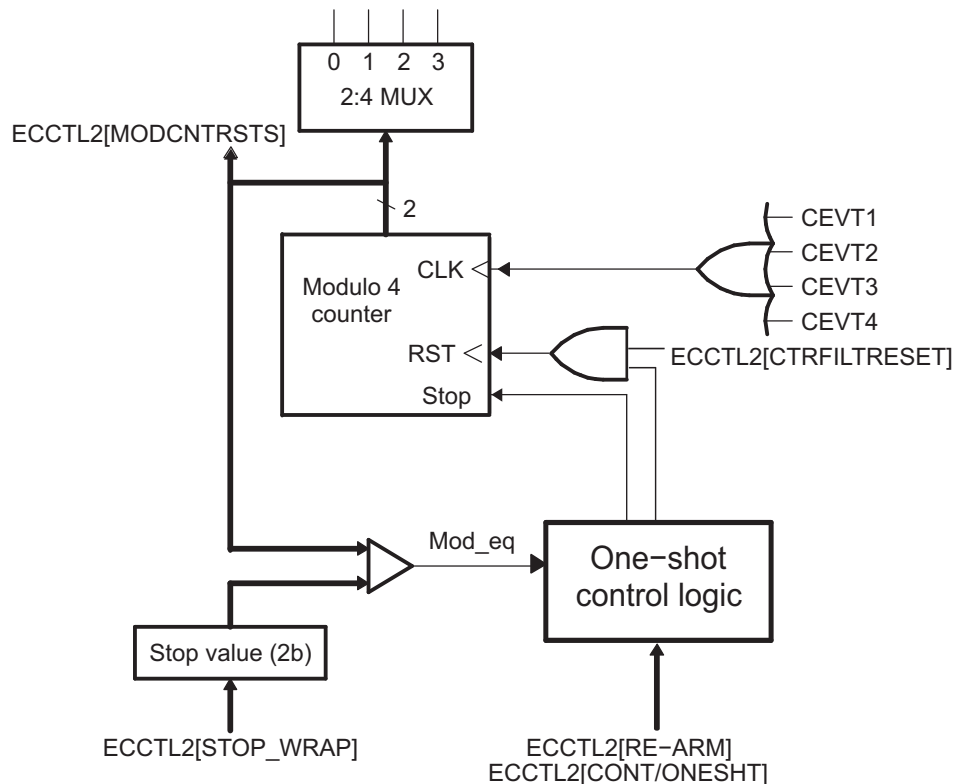 0 1 2 3
2:4 MUX
ECCTL2[MODCNTRSTS]
2
CEVT1
CEVT2
CEVT3
CEVT4
CLK
Modulo 4
counter
RST
ECCTL2[CTRFILTRESET]
Stop
Mod_eq
One−shot
control logic
Stop value (2b)
ECCTL2[STOP_WRAP]
ECCTL2[RE−ARM]
ECCTL2[CONT/ONESHT]